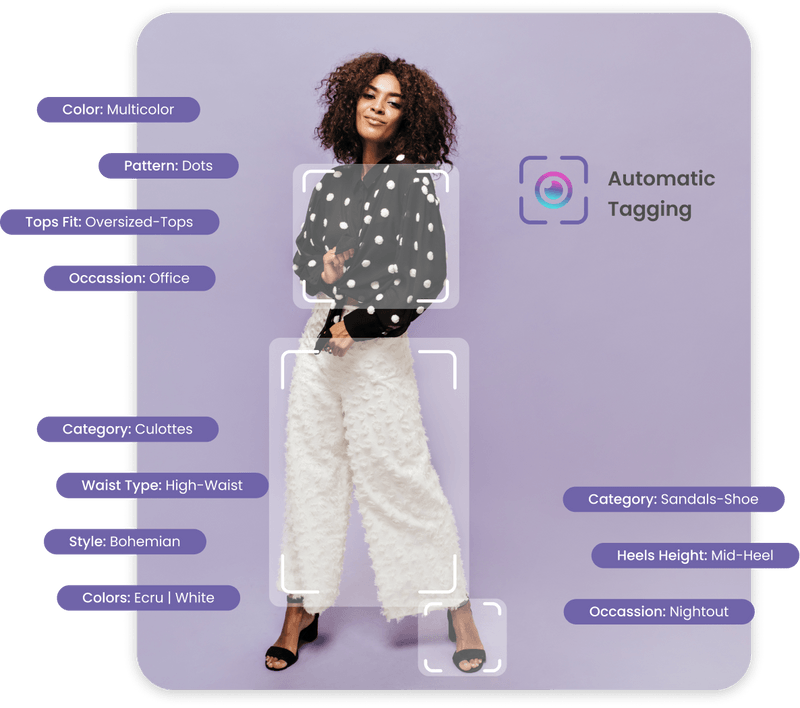 Color: Multicolor
Pattern: Dots
Tops Fit: Oversized-Tops
Occassion: Office
Automatic
Tagging
Category: Culottes
Waist Type: High-Waist
Style: Bohemian
Colors: Ecru | White
Category: Sandals-Shoe
Heels Height: Mid-Heel
Occassion: Nightout